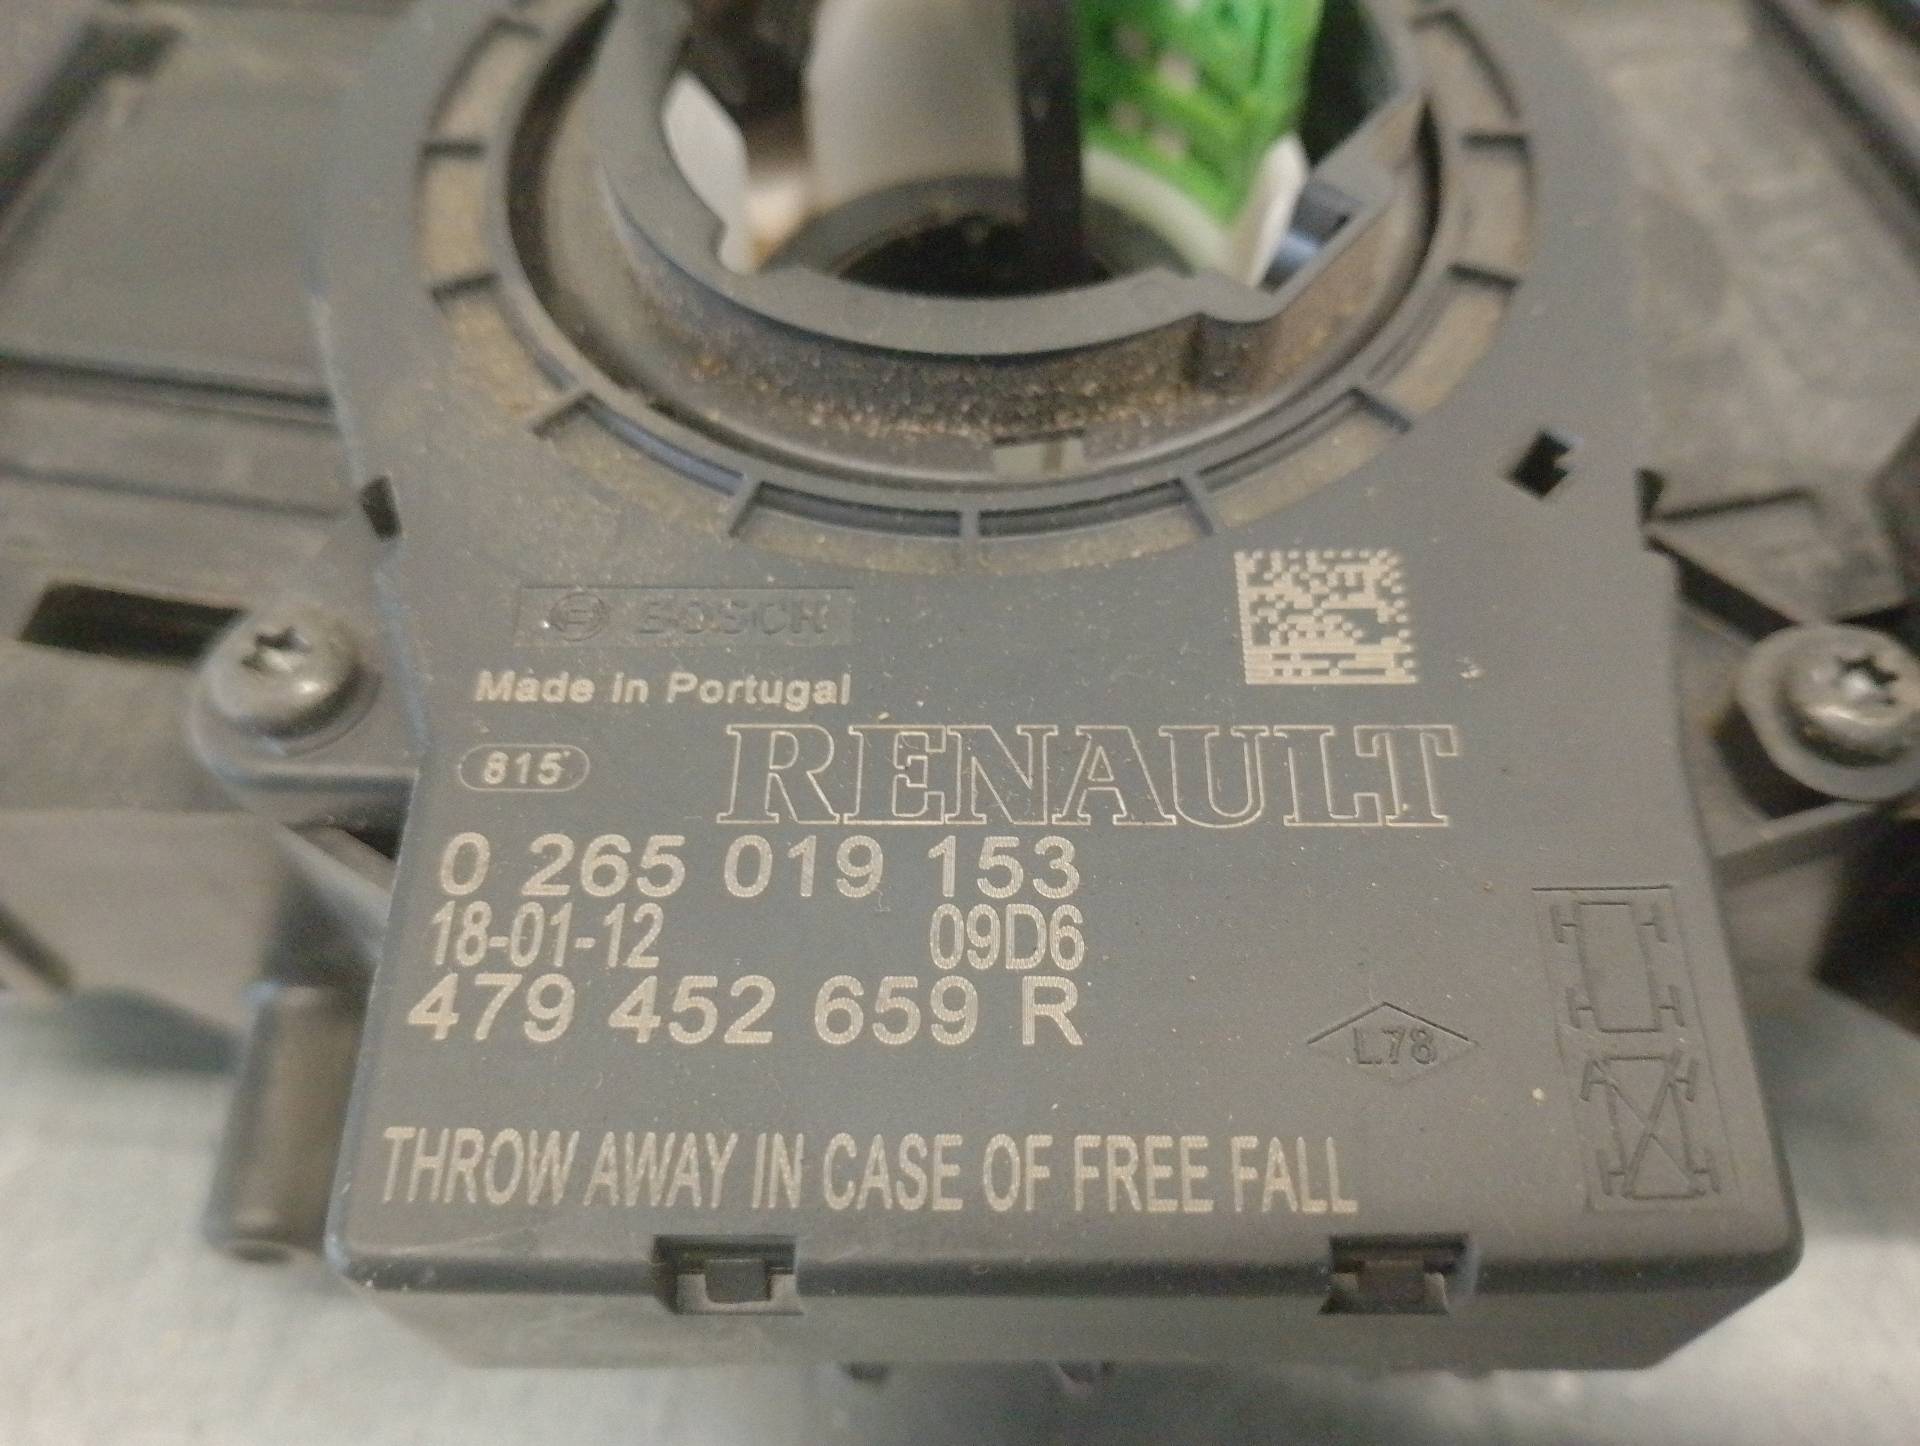 BOSCH
Made in Portugal
815
RENAULT
0 265 019 153
18-01-12 09D6
479 452 659 R
L.78
THROW AWAY IN CASE OF FREE FALL